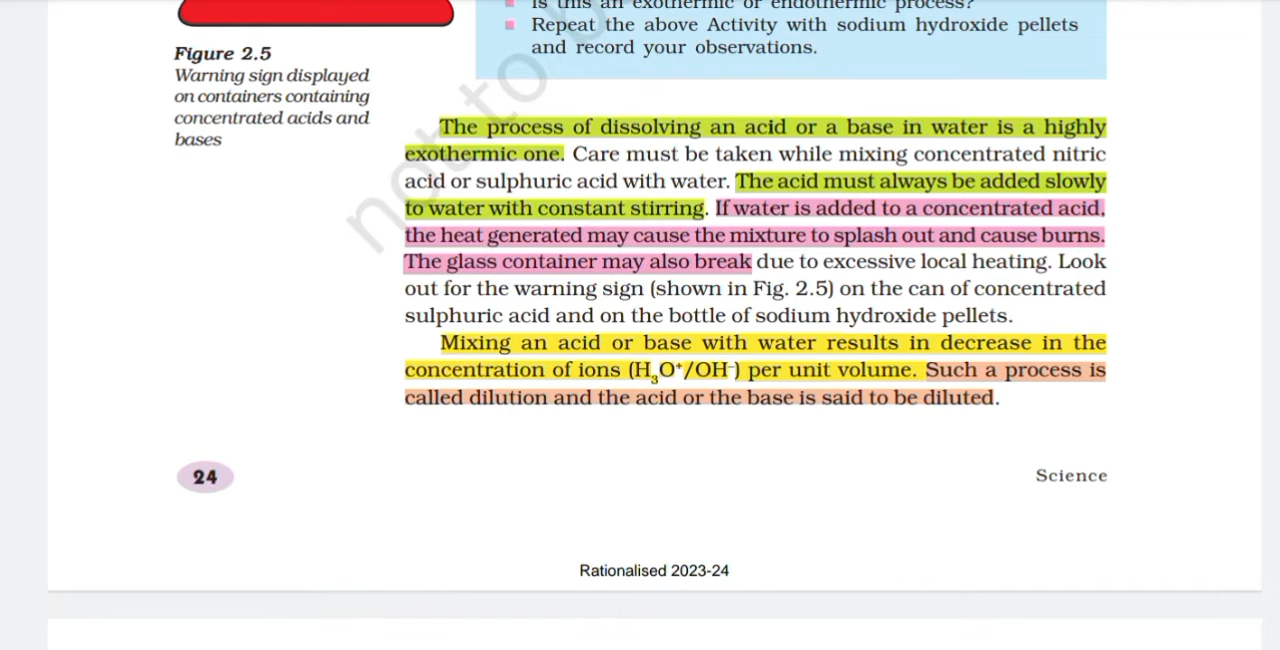 Is this an exothermic or endothermic process?
Repeat the above Activity with sodium hydroxide pellets
and record your observations.
Figure 2.5
Warning sign displayed
on containers containing
concentrated acids and
bases
not to b
The process of dissolving an acid or a base in water is a highly
exothermic one. Care must be taken while mixing concentrated nitric
acid or sulphuric acid with water. The acid must always be added slowly
to water with constant stirring. If water is added to a concentrated acid,
the heat generated may cause the mixture to splash out and cause burns.
The glass container may also break due to excessive local heating. Look
out for the warning sign (shown in Fig. 2.5) on the can of concentrated
sulphuric acid and on the bottle of sodium hydroxide pellets.
Mixing an acid or base with water results in decrease in the
concentration of ions (H₃O⁺/OH⁻) per unit volume. Such a process is
called dilution and the acid or the base is said to be diluted.
24
Science
Rationalised 2023-24